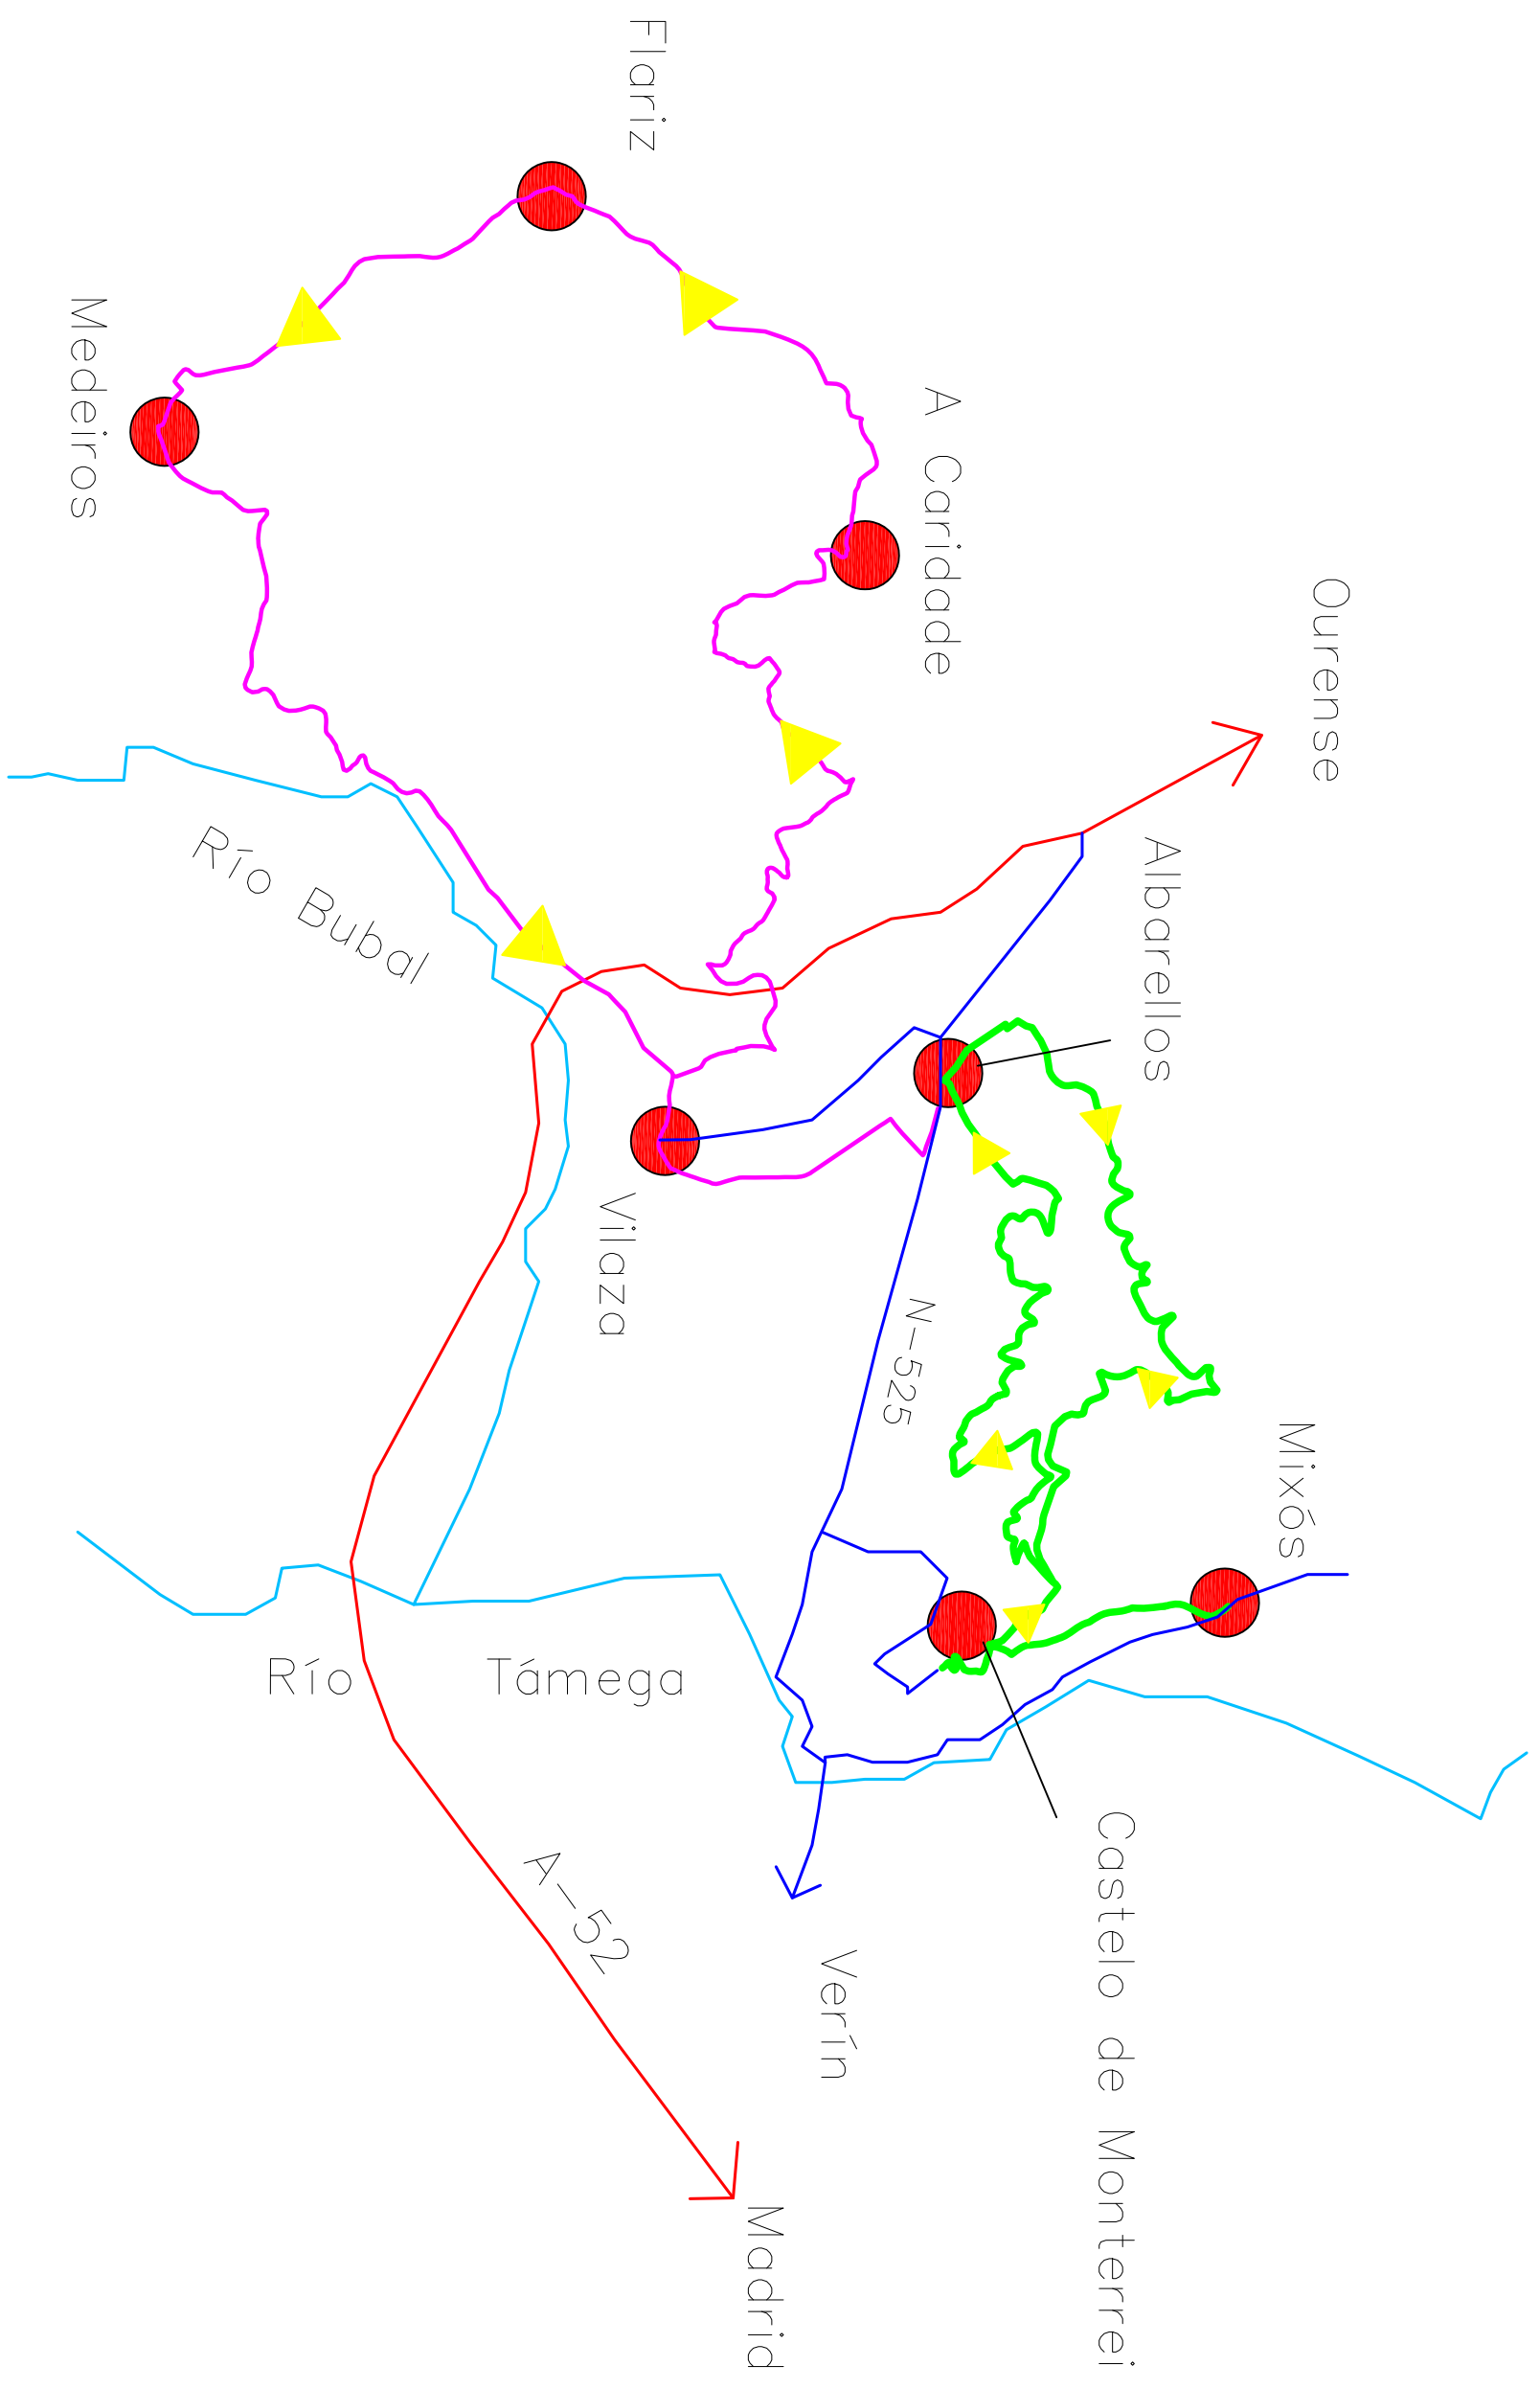 Flariz
Medeiros
A Caridade
Ourense
Albarellos
Río Bubal
Vilaza
N-525
Mixós
Río Támega
A-52
Verín
Castelo de Monterrei
Madrid